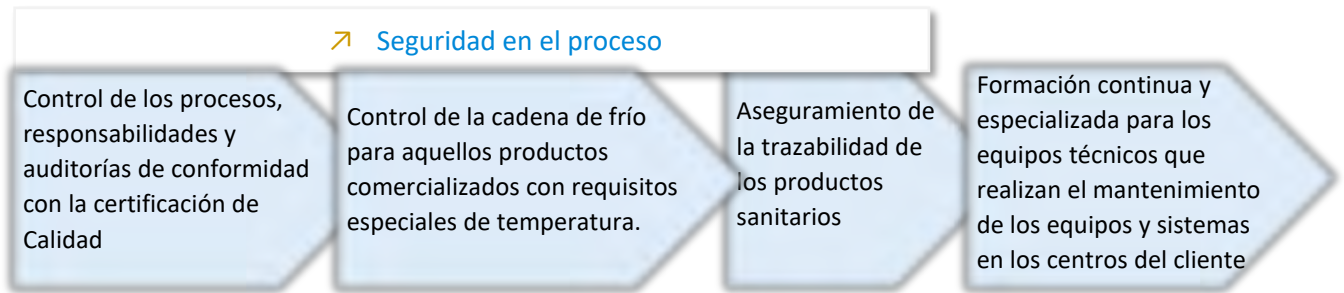 Seguridad en el proceso
Control de los procesos,
responsabilidades y
auditorías de conformidad
con la certificación de
Calidad
Control de la cadena de frío
para aquellos productos
comercializados con requisitos
especiales de temperatura.
Aseguramiento de
la trazabilidad de
los productos
sanitarios
Formación continua y
especializada para los
equipos técnicos que
realizan el mantenimiento
de los equipos y sistemas
en los centros del cliente